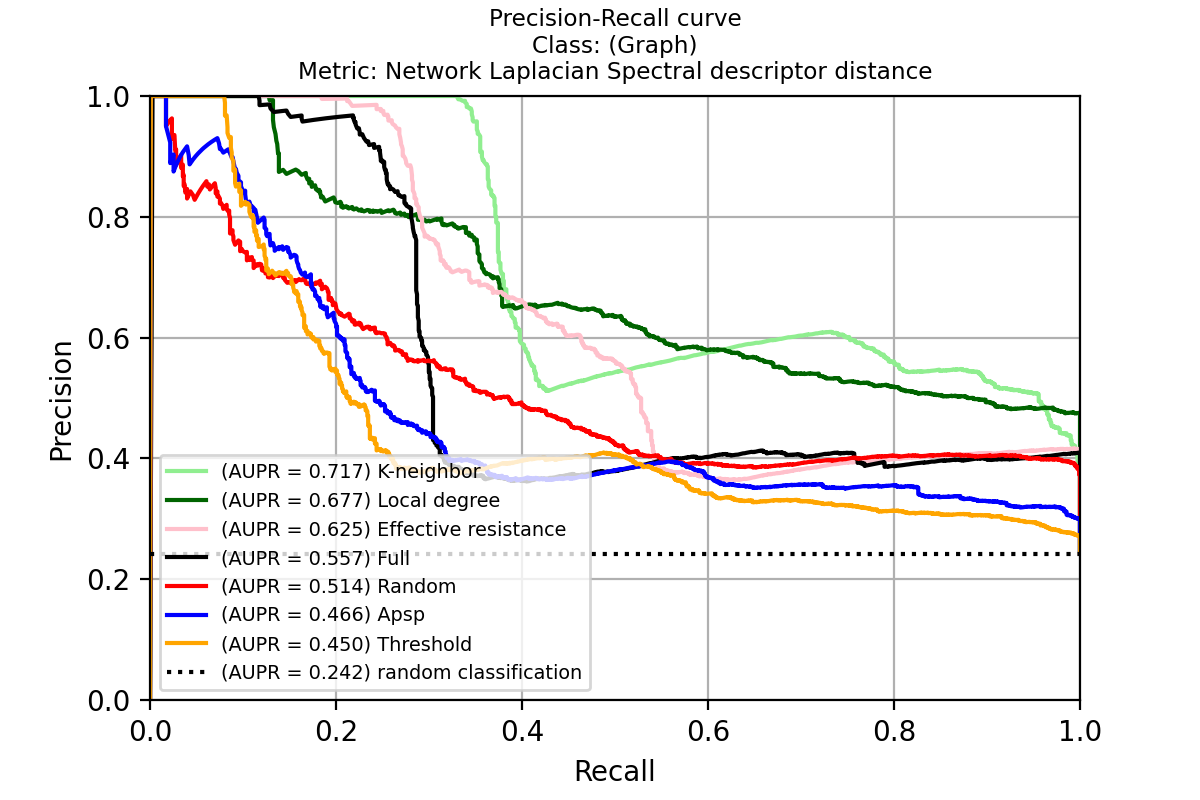 Precision-Recall curve
Class: (Graph)
Metric: Network Laplacian Spectral descriptor distance
1.0
0.8
0.6
0.4
0.2
0.0
Precision
(AUPR = 0.717) K-neighbor
(AUPR = 0.677) Local degree
(AUPR = 0.625) Effective resistance
(AUPR = 0.557) Full
(AUPR = 0.514) Random
(AUPR = 0.466) Apsp
(AUPR = 0.450) Threshold
(AUPR = 0.242) random classification
0.0 0.2 0.4 0.6 0.8 1.0
Recall